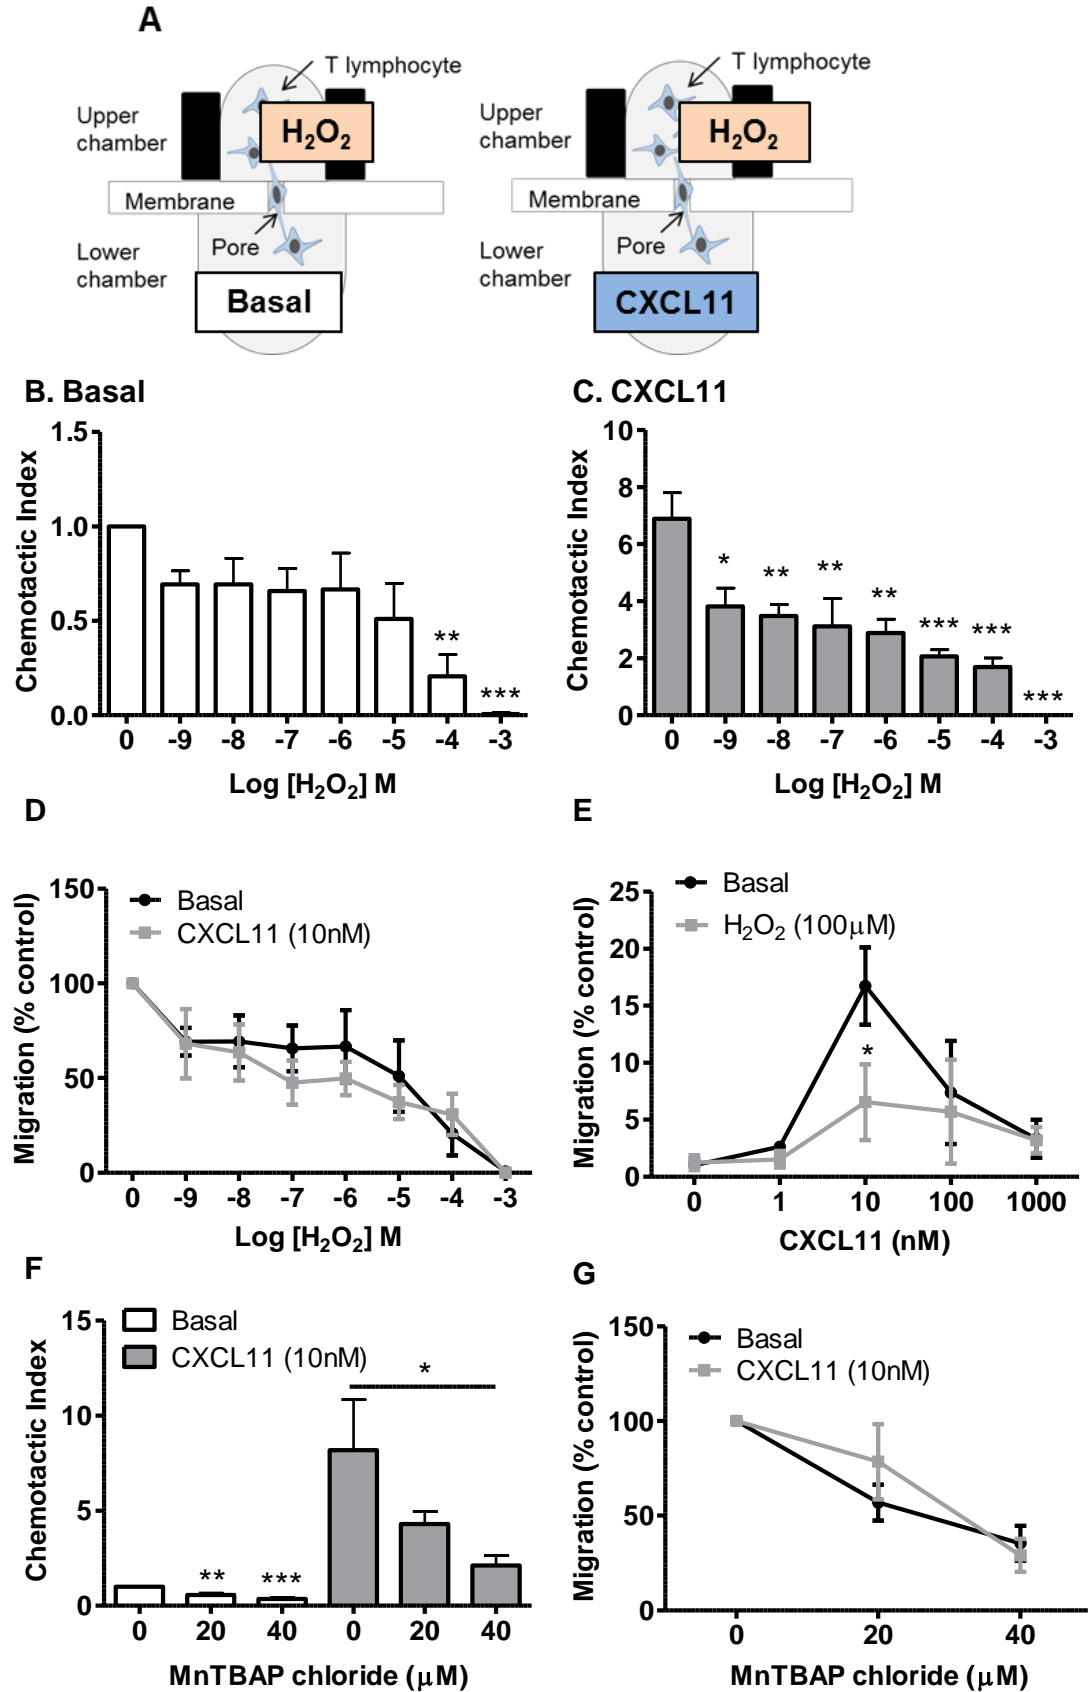 A
T lymphocyte
Upper
chamber
H₂O₂
Membrane
Pore
Lower
chamber
Basal
T lymphocyte
Upper
chamber
H₂O₂
Membrane
Pore
Lower
chamber
CXCL11
B. Basal
Chemotactic Index
1.5
1.0
0.5
0.0
**
***
0 -9 -8 -7 -6 -5 -4 -3
Log [H₂O₂] M
C. CXCL11
Chemotactic Index
10
8
6
4
2
0
* ** ** ** *** *** ***
0 -9 -8 -7 -6 -5 -4 -3
Log [H₂O₂] M
D
Migration (% control)
150
100
50
0
Basal
CXCL11 (10nM)
0 -9 -8 -7 -6 -5 -4 -3
Log [H₂O₂] M
E
Migration (% control)
25
20
15
10
5
0
Basal
H₂O₂ (100μM)
*
0 1 10 100 1000
CXCL11 (nM)
F
Chemotactic Index
15
10
5
0
Basal
CXCL11 (10nM)
*
** ***
0 20 40 0 20 40
MnTBAP chloride (μM)
G
Migration (% control)
150
100
50
0
Basal
CXCL11 (10nM)
0 20 40
MnTBAP chloride (μM)